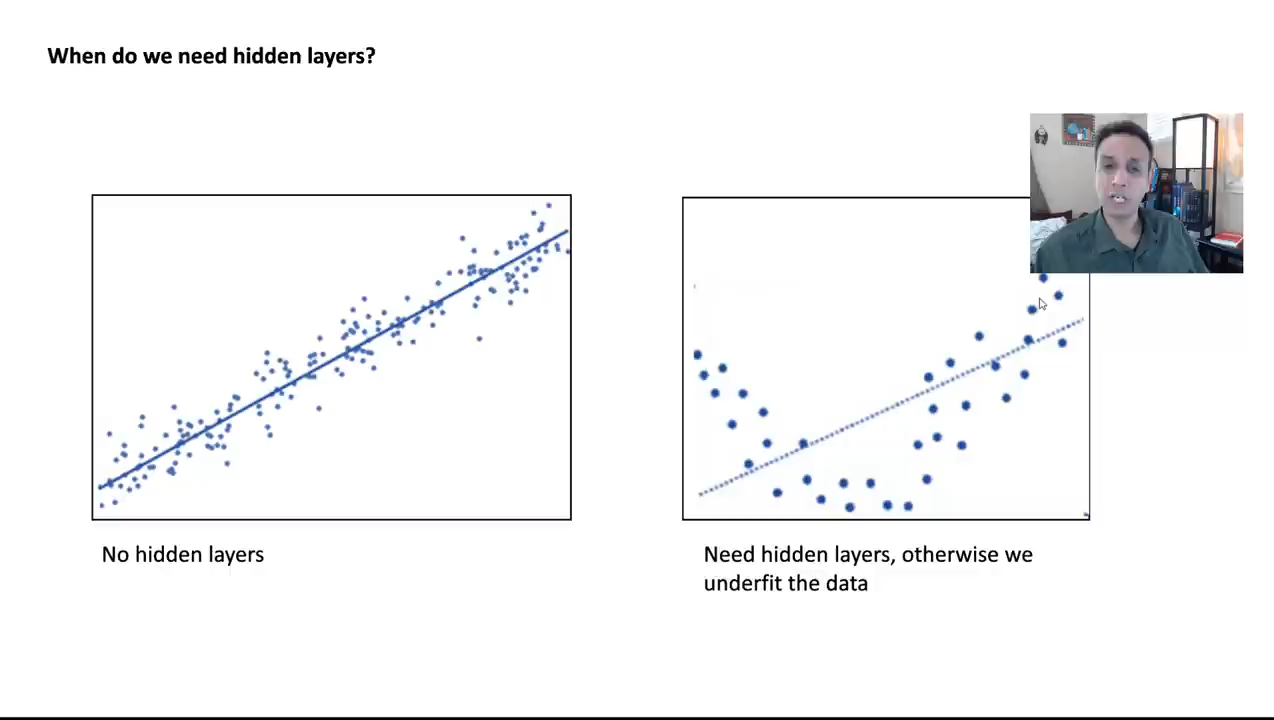 When do we need hidden layers?
No hidden layers
Need hidden layers, otherwise we
underfit the data